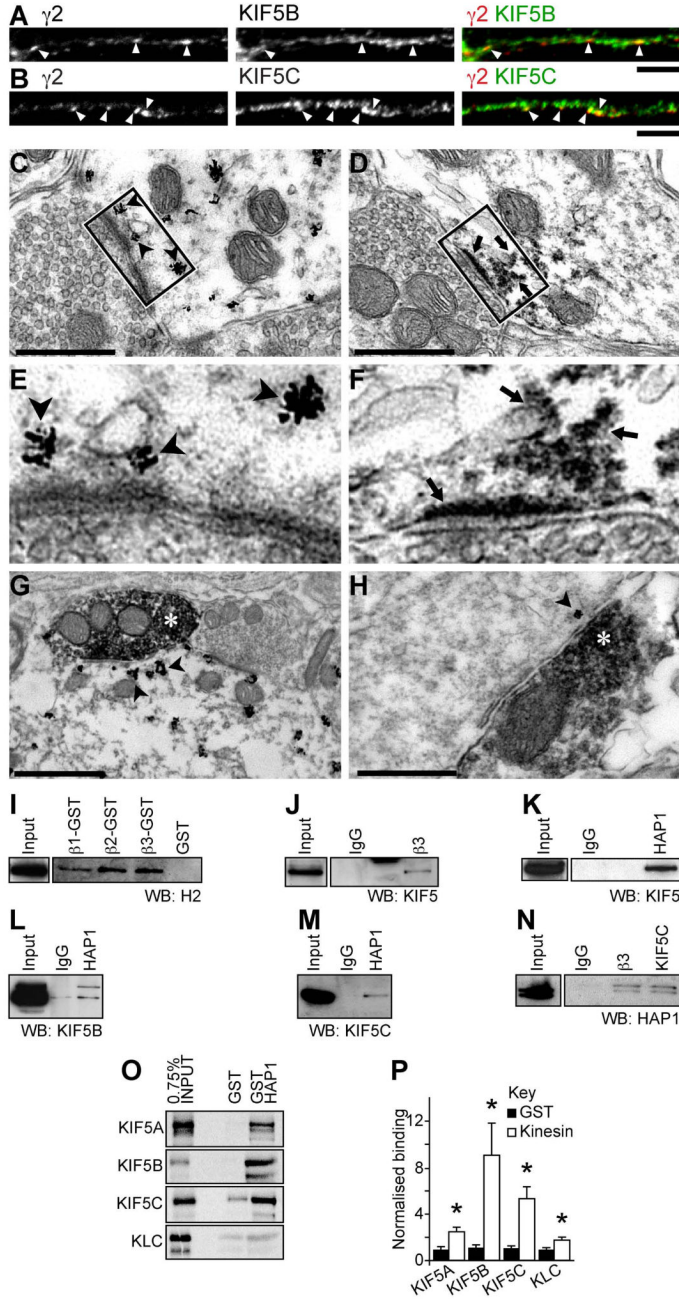 A γ2 KIF5B γ2 KIF5B
B γ2 KIF5C γ2 KIF5C
C D
E F
G * H *
I Input β1-GST β2-GST β3-GST GST
WB: H2
J Input IgG β3
WB: KIF5
K Input IgG HAP1
WB: KIF5
L Input IgG HAP1
WB: KIF5B
M Input IgG HAP1
WB: KIF5C
N Input IgG β3 KIF5C
WB: HAP1
O 0.75% INPUT GST GST HAP1
KIF5A
KIF5B
KIF5C
KLC
P Key
GST
Kinesin
Normalised binding
12
8
4
0
* * * *
KIF5A KIF5B KIF5C KLC